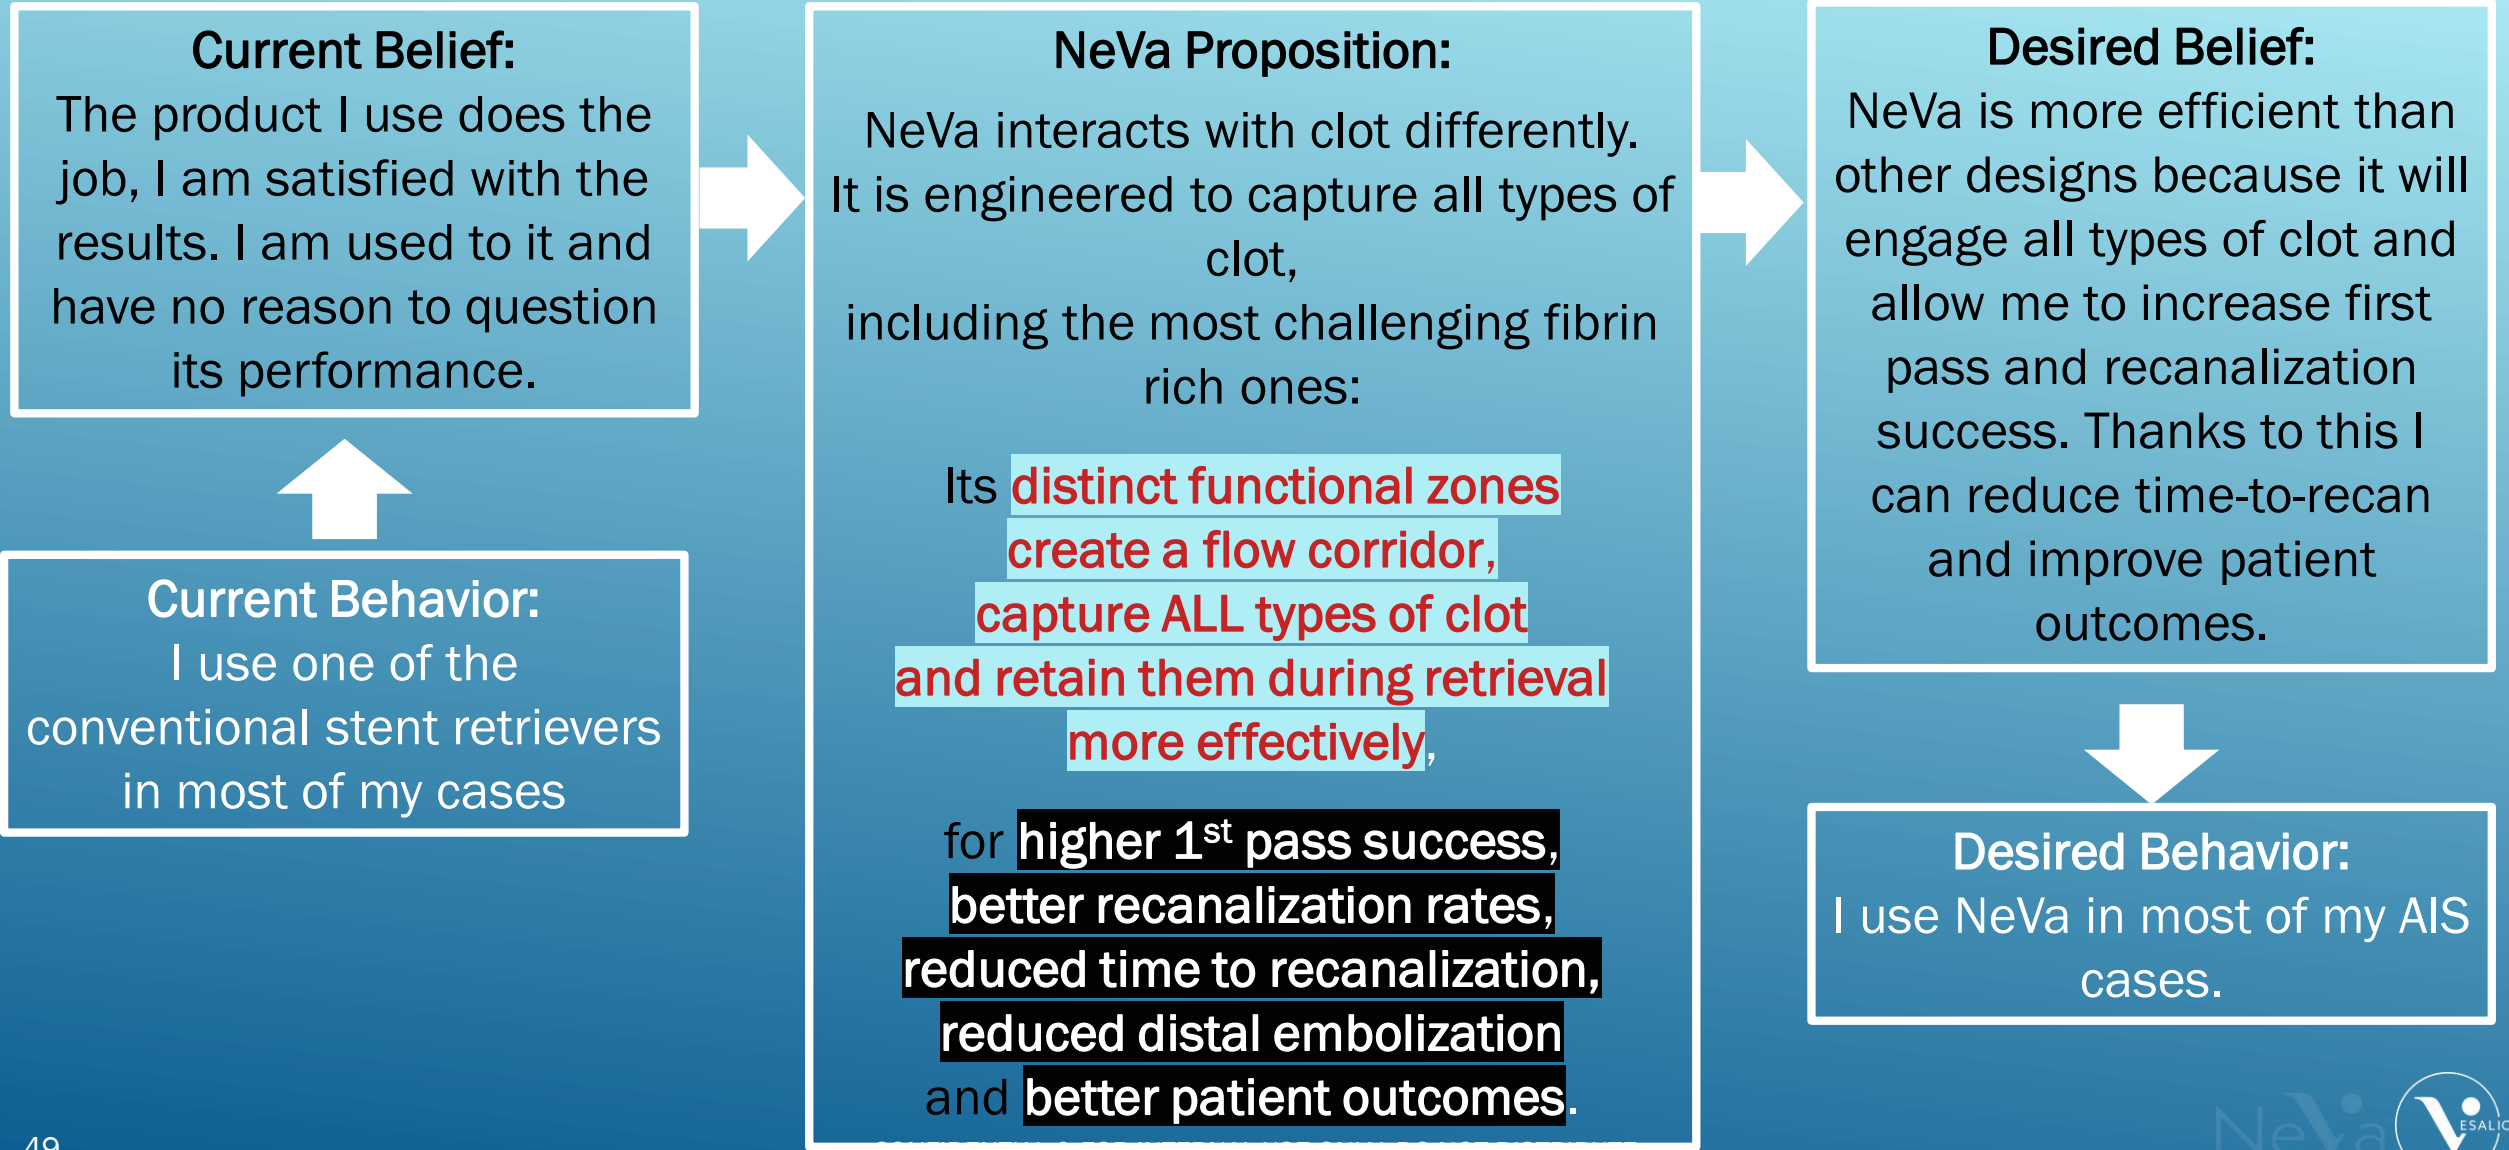 Current Belief:
The product I use does the
job, I am satisfied with the
results. I am used to it and
have no reason to question
its performance.
Current Behavior:
I use one of the
conventional stent retrievers
in most of my cases
NeVa Proposition:
NeVa interacts with clot differently.
It is engineered to capture all types of
clot,
including the most challenging fibrin
rich ones:
Its distinct functional zones
create a flow corridor,
capture ALL types of clot
and retain them during retrieval
more effectively,
for higher 1st pass success,
better recanalization rates,
reduced time to recanalization,
reduced distal embolization
and better patient outcomes.
Desired Belief:
NeVa is more efficient than
other designs because it will
engage all types of clot and
allow me to increase first
pass and recanalization
success. Thanks to this I
can reduce time-to-recan
and improve patient
outcomes.
Desired Behavior:
I use NeVa in most of my AIS
cases.
49
NeVa